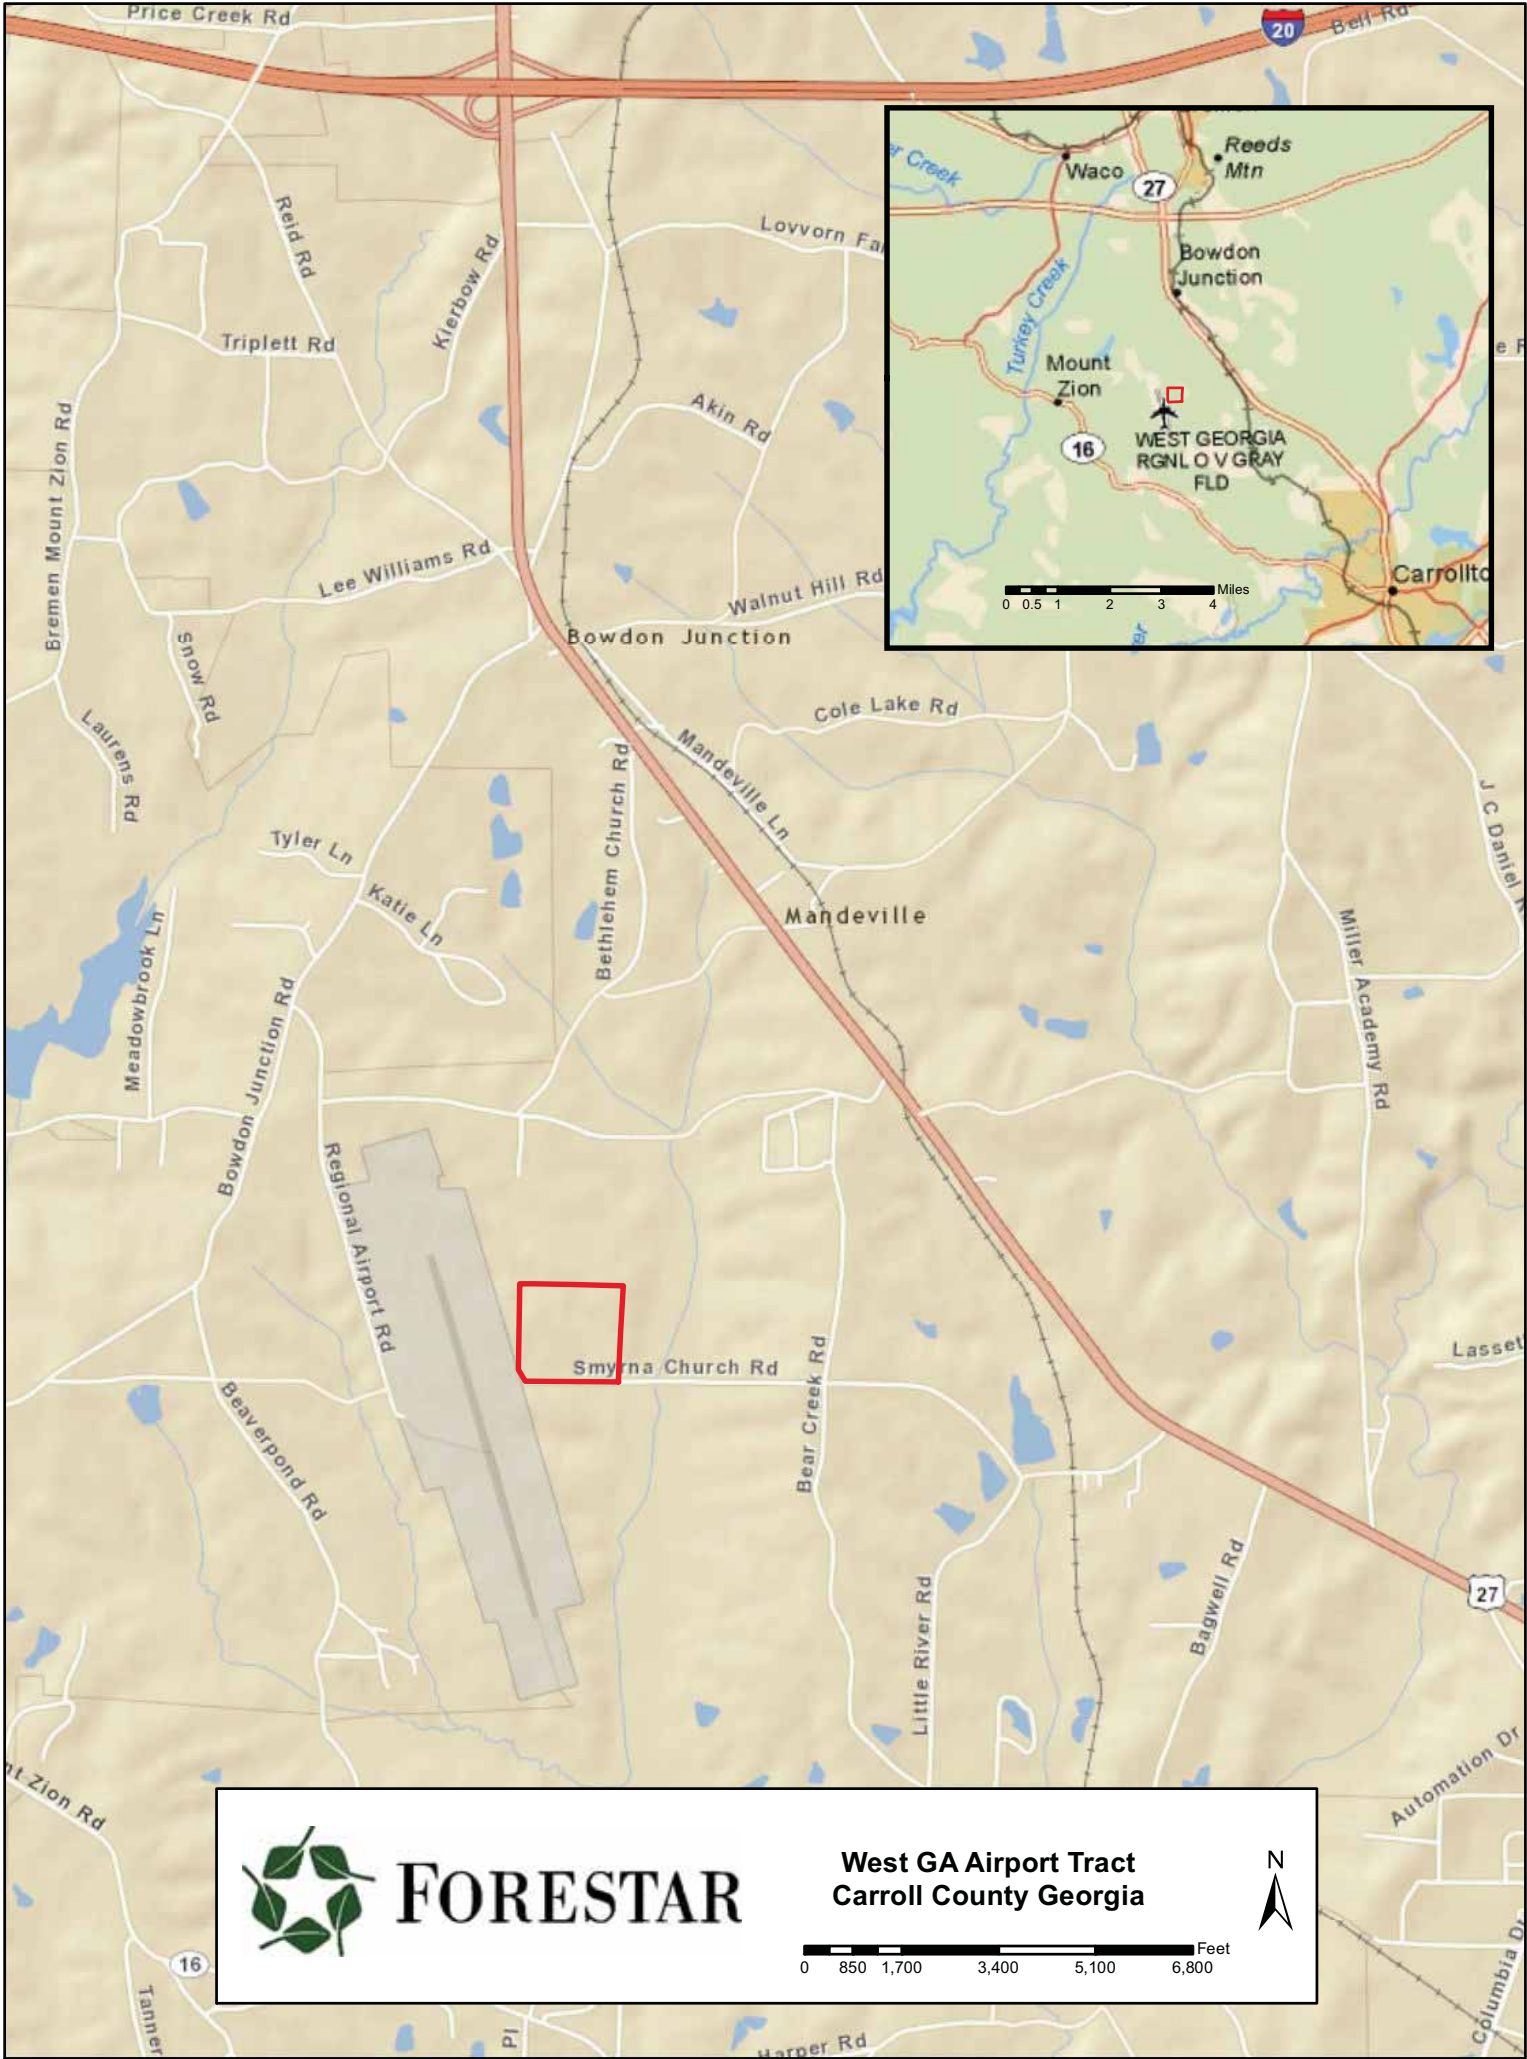 Price Creek Rd
20
Bell Rd
Reid Rd
Kierbow Rd
Lovvorn Fa
Triplett Rd
Akin Rd
Bremen Mount Zion Rd
Lee Williams Rd
Walnut Hill Rd
Bowdon Junction
Snow Rd
Laurens Rd
Cole Lake Rd
Mandeville Ln
Bethlehem Church Rd
Tyler Ln
Katie Ln
Mandeville
Meadowbrook Ln
Bowdon Junction Rd
J C Daniel
Miller Academy Rd
Regional Airport Rd
Smyrna Church Rd
Bear Creek Rd
Lasset
Beaverpond Rd
Little River Rd
Bagwell Rd
27
Automation Dr
nt Zion Rd
16
Tanner
Pl
Harper Rd
Columbia Dr
er Creek
Waco
27
Reeds
Mtn
Bowdon
Junction
Turkey Creek
Mount
Zion
16
WEST GEORGIA
RGNL O V GRAY
FLD
Carrollto
0 0.5 1 2 3 4 Miles
FORESTAR
West GA Airport Tract
Carroll County Georgia
N
Feet
0 850 1,700 3,400 5,100 6,800